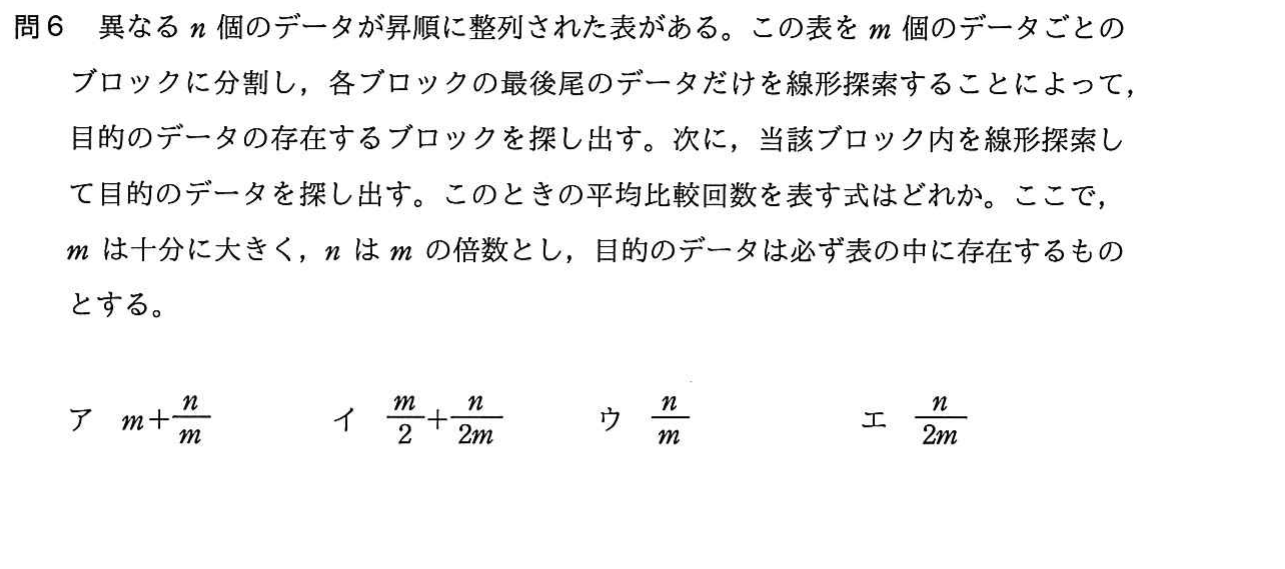 問6 異なる n 個のデータが昇順に整列された表がある。この表を m 個のデータごとの
ブロックに分割し，各ブロックの最後尾のデータだけを線形探索することによって，
目的のデータの存在するブロックを探し出す。次に，当該ブロック内を線形探索し
て目的のデータを探し出す。このときの平均比較回数を表す式はどれか。ここで，
m は十分に大きく，n は m の倍数とし，目的のデータは必ず表の中に存在するもの
とする。
ア m+n/m イ m/2+n/2m ウ n/m エ n/2m